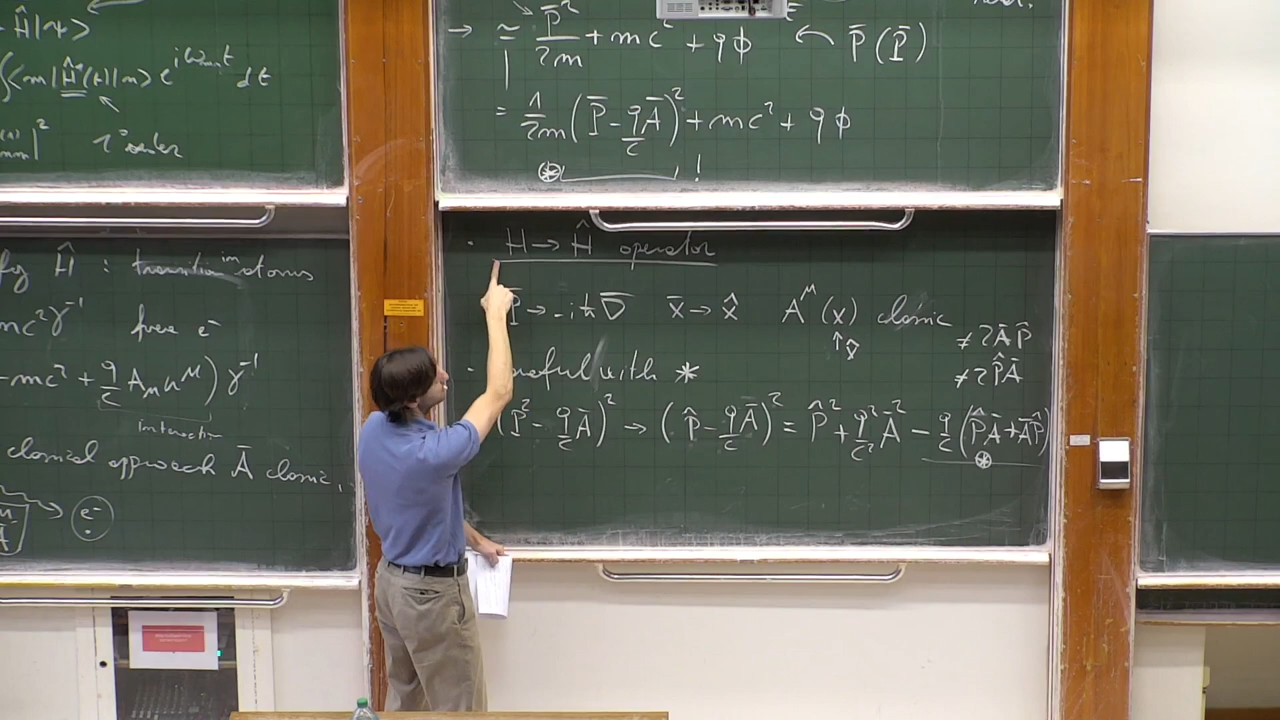 Ĥ|ψ>
<m|Ĥ'(t)|n> e^{iω_{mn}t} dt
|^2 1° order
Ĥ : transition in atoms
mc²γ⁻¹ free e⁻
-mc² + q/c A_μ u^μ) γ⁻¹
interaction
classical approach Ā classic.
Ā
e⁻
→ ≃ P̄²/2m + mc² + qϕ ← p̄(P̄)
= 1/2m (P̄ - q/c Ā)² + mc² + qϕ
⊛ !
· H → Ĥ operator
P̄ → -iħ∇̄ x̄ → x̂ A^μ(x) classic
↑ x̂
≠ 2ĀP̄
≠ 2P̂Ā
· careful with *
(P̄ - q/c Ā)² → (p̂ - q/c Ā)² = P̂² + q²/c² Ā² - q/c (P̂Ā + ĀP̂)
⊛